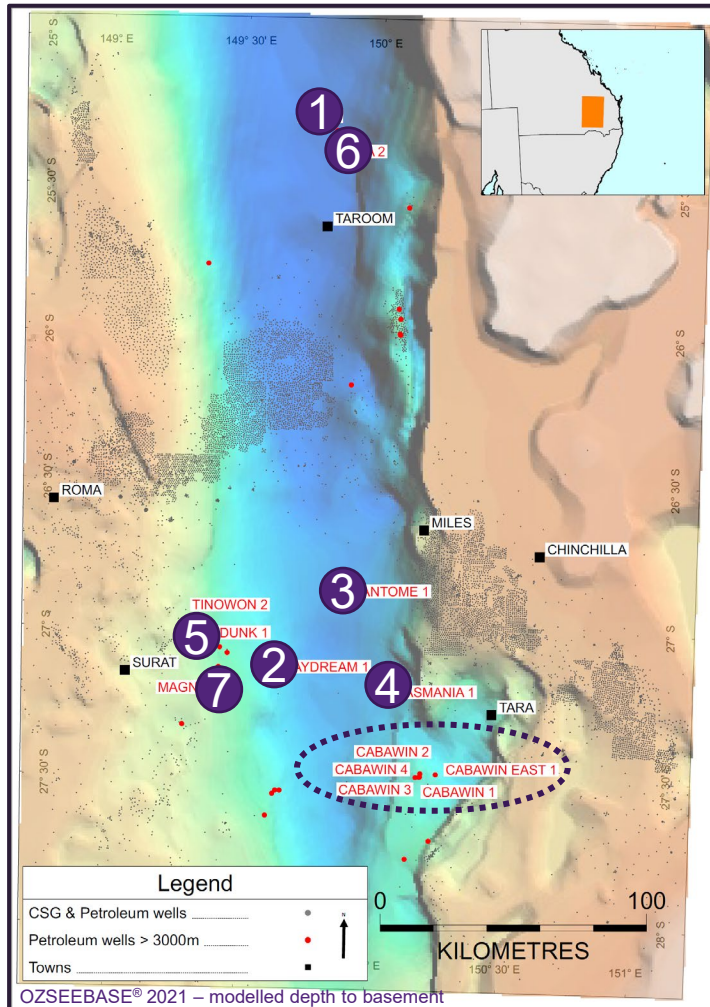 25° S
149° E
149° 30' E
150° E
1
6
A 2
TAROOM
25° 30' S
25° 30' S
26° S
26° S
26° 30' S
26° 30' S
ROMA
MILES
CHINCHILLA
3
ANTOME 1
TINOWON 2
27° S
27° S
5
DUNK 1
SURAT
2
AYDREAM 1
MAGN
7
4
ASMANIA 1
TARA
CABAWIN 2
CABAWIN 4
CABAWIN EAST 1
CABAWIN 3
CABAWIN 1
27° 30' S
27° 30' S
Legend
CSG & Petroleum wells
Petroleum wells > 3000m
Towns
N
0
100
KILOMETRES
28° S
150° 30' E
151° E
OZSEEBASE® 2021 – modelled depth to basement